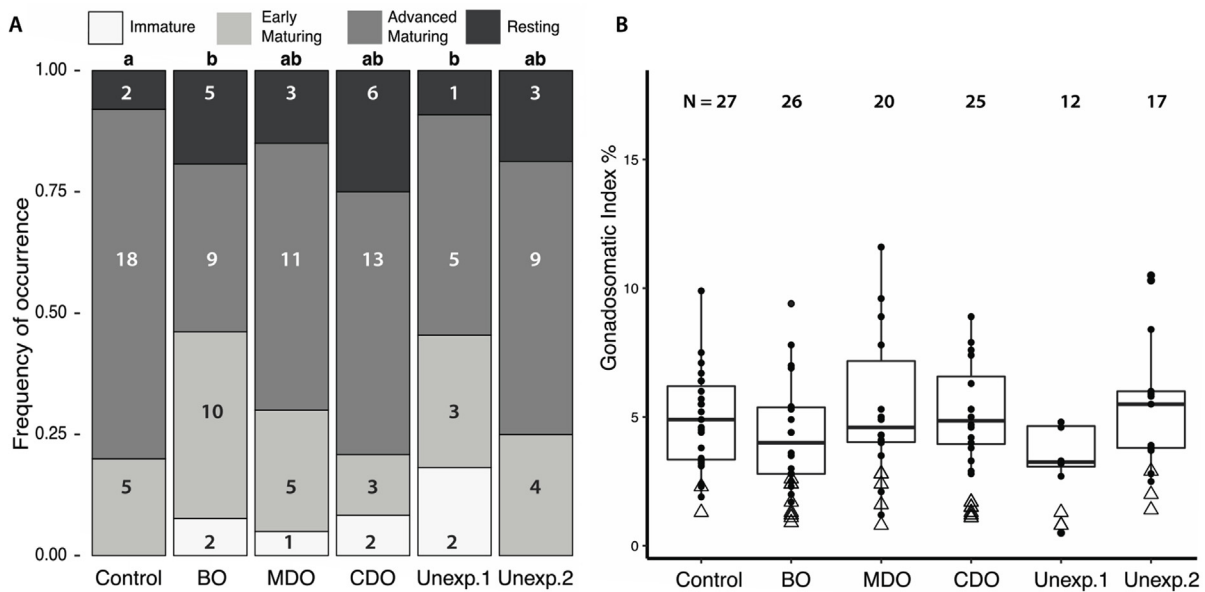 A
Immature
Early
Maturing
Advanced
Maturing
Resting
a b ab ab b ab
1.00
0.75
0.50
0.25
0.00
Frequency of occurrence
2 5 3 6 1 3
18 9 11 13 5 9
5 10 5 3 3 4
2 1 2 2
Control BO MDO CDO Unexp.1 Unexp.2
B
N = 27 26 20 25 12 17
15
10
5
0
Gonadosomatic Index %
Control BO MDO CDO Unexp.1 Unexp.2